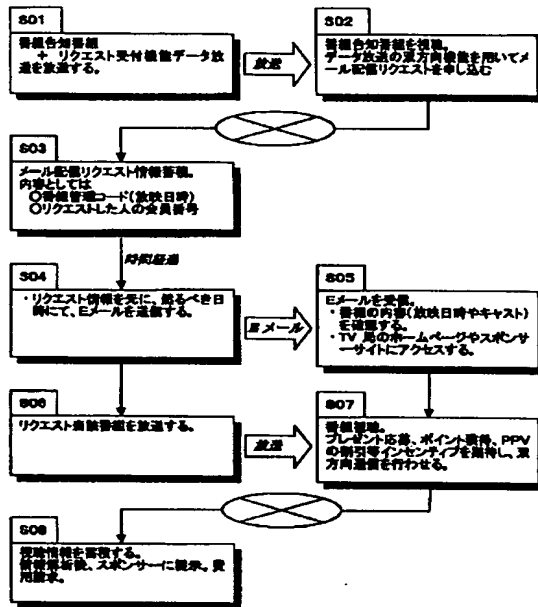 S01
番組告知番組
+ リクエスト受付機能データ放
送を放送する。
放送
S02
番組告知番組を視聴。
データ放送の双方向機能を用いてメ
ール配信リクエストを申し込む
S03
メール配信リクエスト情報蓄積。
内容としては
〇番組管理コード(放映日時)
〇リクエストした人の会員番号
時間経過
S04
・リクエスト情報を元に、送るべき日
時にて、Eメールを送信する。
Eメール
S05
Eメールを受信。
・番組の内容(放映日時やキャスト)
を確認する。
・TV 局のホームページやスポンサ
ーサイトにアクセスする。
S06
リクエスト当該番組を放送する。
放送
S07
番組視聴。
プレゼント応募、ポイント獲得、PPV
の割引等インセンティブを期待し、双
方向通信を行わせる。
S08
視聴情報を蓄積する。
情報解析後、スポンサーに提示。費
用請求。